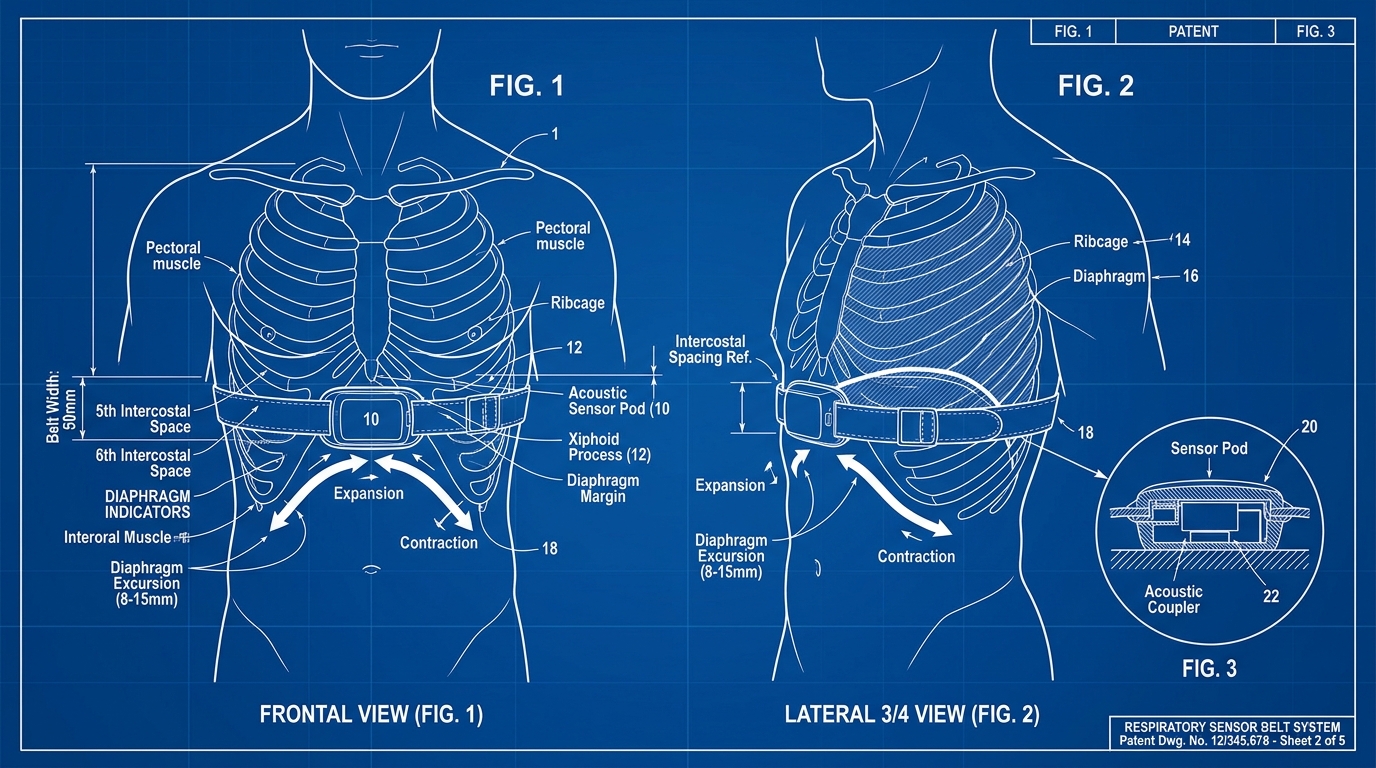 FIG. 1
PATENT
FIG. 3
FIG. 1
1
Pectoral
muscle
Pectoral
muscle
Ribcage
12
Belt Width:
50mm
5th Intercostal
Space
6th Intercostal
Space
DIAPHRAGM
INDICATORS
Interoral Muscle
Diaphragm
Excursion
(8-15mm)
10
Acoustic
Sensor Pod (10
Xiphoid
Process (12)
Diaphragm
Margin
Expansion
Contraction
18
FRONTAL VIEW (FIG. 1)
FIG. 2
Ribcage
14
Diaphragm
16
Intercostal
Spacing Ref.
18
Expansion
Diaphragm
Excursion
(8-15mm)
Contraction
LATERAL 3/4 VIEW (FIG. 2)
20
Sensor Pod
Acoustic
Coupler
22
FIG. 3
RESPIRATORY SENSOR BELT SYSTEM
Patent Dwg. No. 12/345,678 - Sheet 2 of 5